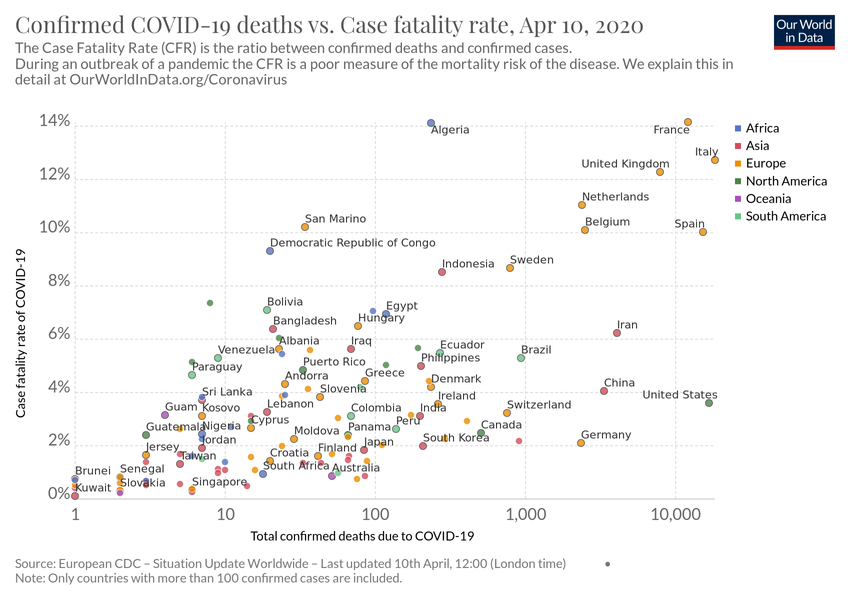 Confirmed COVID-19 deaths vs. Case fatality rate, Apr 10, 2020
Our World
in Data
The Case Fatality Rate (CFR) is the ratio between confirmed deaths and confirmed cases.
During an outbreak of a pandemic the CFR is a poor measure of the mortality risk of the disease. We explain this in
detail at OurWorldInData.org/Coronavirus
14%
12%
10%
8%
6%
4%
2%
0%
Case fatality rate of COVID-19
Algeria
France
Italy
United Kingdom
Netherlands
San Marino
Belgium
Spain
Democratic Republic of Congo
Sweden
Indonesia
Bolivia
Egypt
Hungary
Bangladesh
Iran
Albania
Iraq
Ecuador
Venezuela
Brazil
Philippines
Puerto Rico
Paraguay
Greece
Andorra
Denmark
China
Sri Lanka
Slovenia
United States
Ireland
Guam
Kosovo
Lebanon
Colombia
India
Switzerland
Guatemala
Nigeria
Cyprus
Panama
Peru
Canada
Moldova
Jordan
South Korea
Germany
Jersey
Taiwan
Croatia
Finland
Japan
Brunei
Senegal
South Africa
Australia
Kuwait
Slovakia
Singapore
1
10
100
1,000
10,000
Total confirmed deaths due to COVID-19
Africa
Asia
Europe
North America
Oceania
South America
Source: European CDC – Situation Update Worldwide – Last updated 10th April, 12:00 (London time)
Note: Only countries with more than 100 confirmed cases are included.